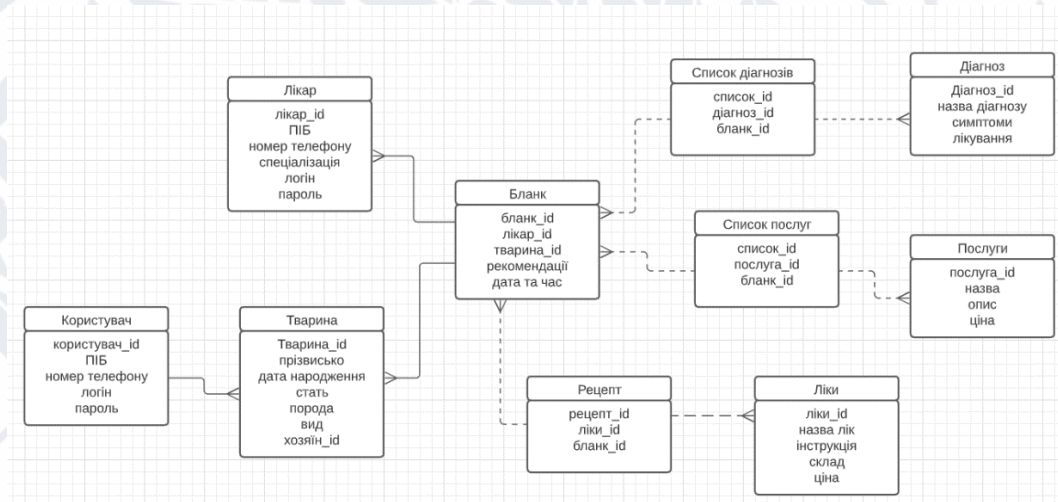 Лікар
лікар_id
ПІБ
номер телефону
спеціалізація
логін
пароль
Список діагнозів
список_id
діагноз_id
бланк_id
Діагноз
Діагноз_id
назва діагнозу
симптоми
лікування
Бланк
бланк_id
лікар_id
тварина_id
рекомендації
дата та час
Список послуг
список_id
послуга_id
бланк_id
Послуги
послуга_id
назва
опис
ціна
Користувач
користувач_id
ПІБ
номер телефону
логін
пароль
Тварина
Тварина_id
прізвисько
дата народження
стать
порода
вид
хозяїн_id
Рецепт
рецепт_id
ліки_id
бланк_id
Ліки
ліки_id
назва лік
інструкція
склад
ціна